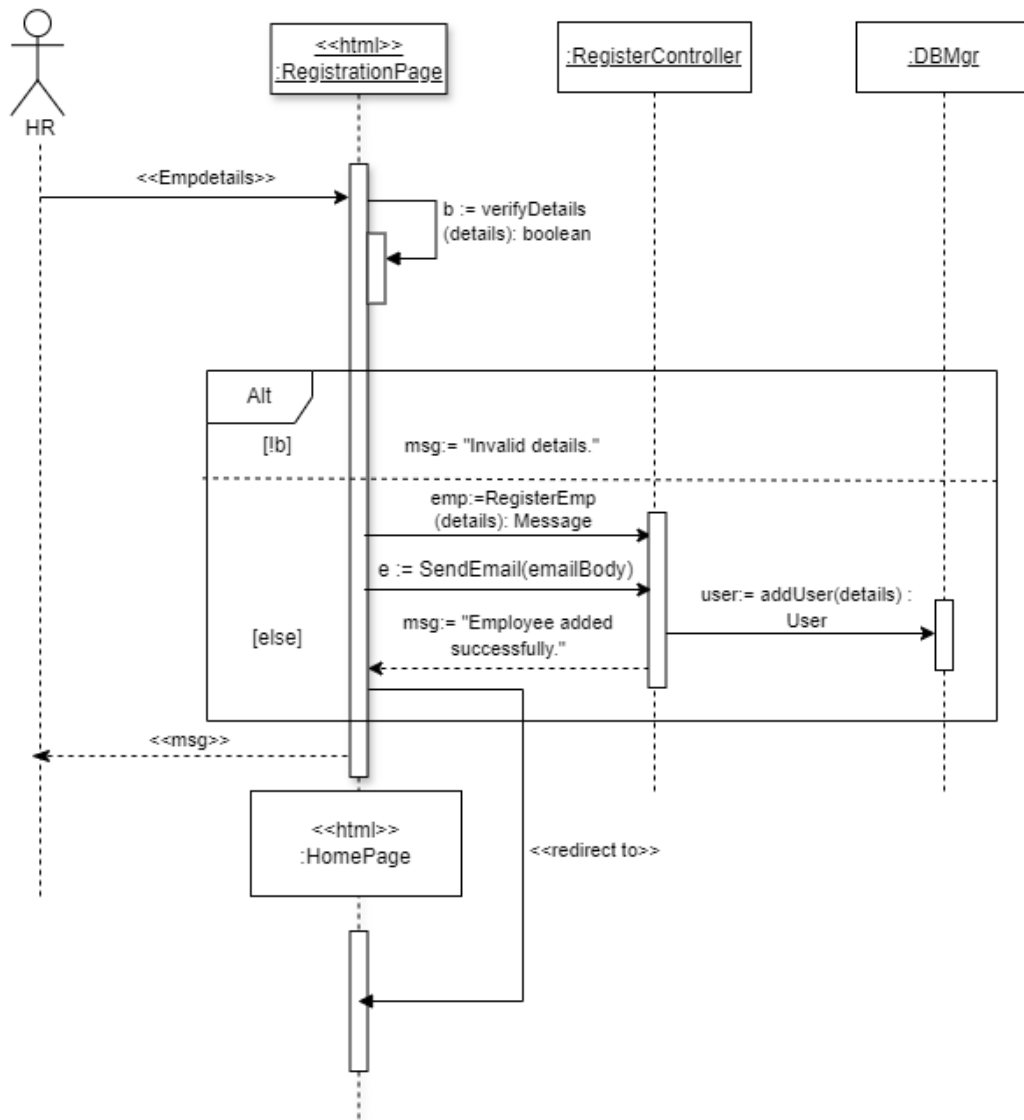 HR
<<html>>
:RegistrationPage
:RegisterController
:DBMgr
<<Empdetails>>
b := verifyDetails
(details): boolean
Alt
[!b]
msg:= "Invalid details."
emp:=RegisterEmp
(details): Message
e := SendEmail(emailBody)
user:= addUser(details) :
User
[else]
msg:= "Employee added
successfully."
<<msg>>
<<html>>
:HomePage
<<redirect to>>